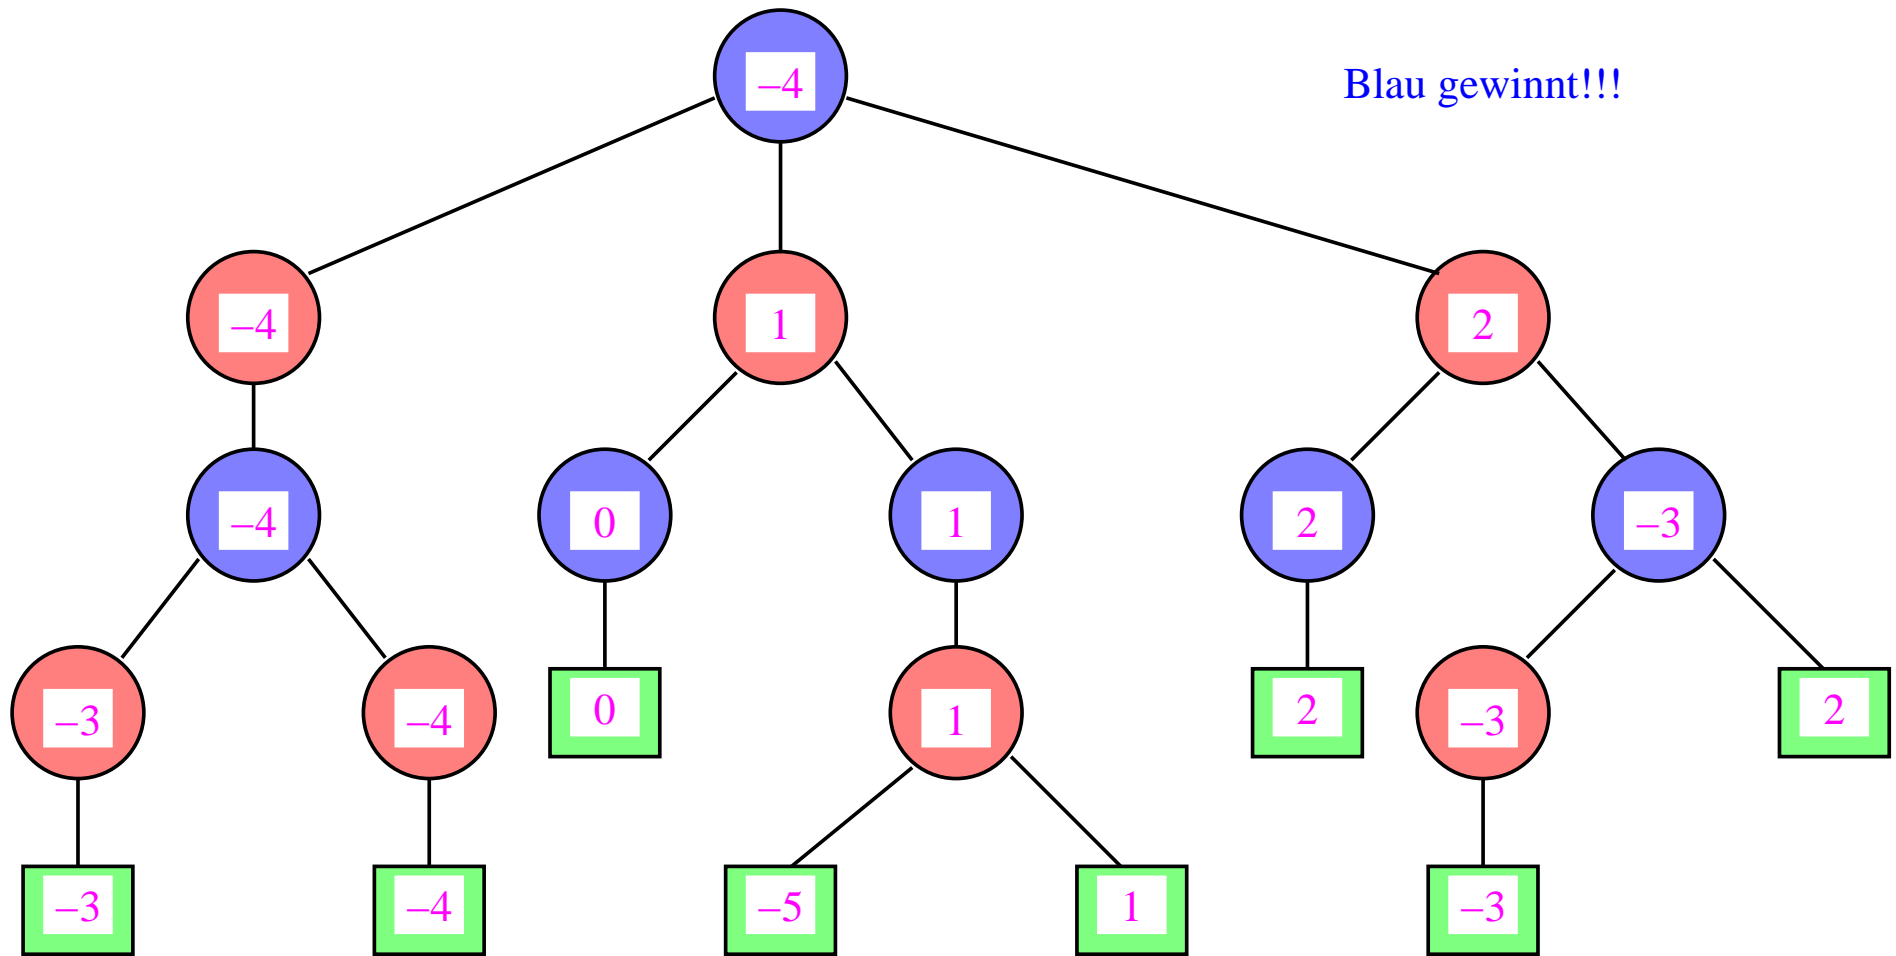 −4
Blau gewinnt!!!
−4 1 2
−4 0 1 2 −3
−3 −4 0 1 2 −3 2
−3 −4 −5 1 −3